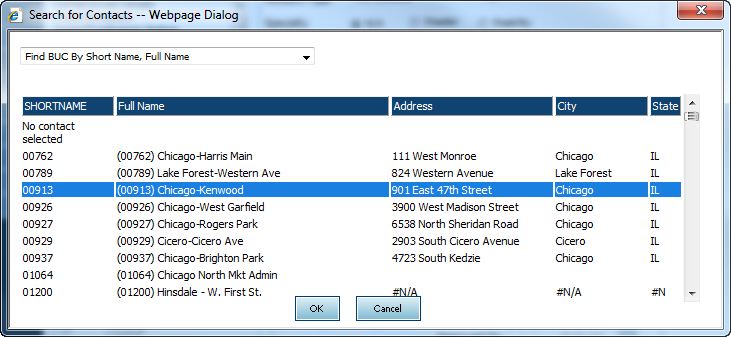 Search for Contacts -- Webpage Dialog
Find BUC By Short Name, Full Name
SHORTNAME Full Name Address City State
No contact
selected
00762 (00762) Chicago-Harris Main 111 West Monroe Chicago IL
00789 (00789) Lake Forest-Western Ave 824 Western Avenue Lake Forest IL
00913 (00913) Chicago-Kenwood 901 East 47th Street Chicago IL
00926 (00926) Chicago-West Garfield 3900 West Madison Street Chicago IL
00927 (00927) Chicago-Rogers Park 6538 North Sheridan Road Chicago IL
00929 (00929) Cicero-Cicero Ave 2903 South Cicero Avenue Cicero IL
00937 (00937) Chicago-Brighton Park 4723 South Kedzie Chicago IL
01064 (01064) Chicago North Mkt Admin
01200 (01200) Hinsdale - W. First St. #N/A #N/A #N
OK Cancel